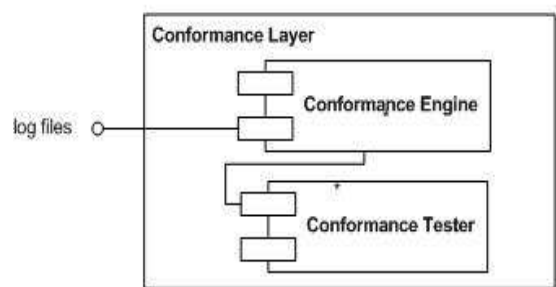 Conformance Layer
Conformance Engine
log files
Conformance Tester